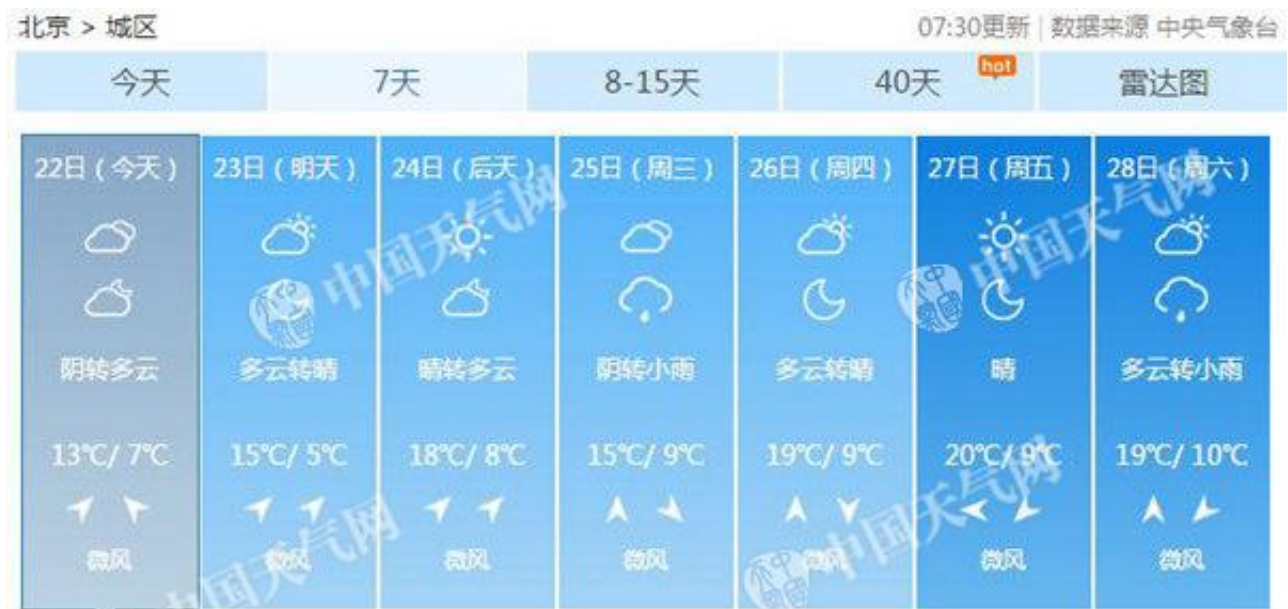 北京 > 城区
07:30更新 | 数据来源 中央气象台
今天 7天 8-15天 40天 hot 雷达图
22日（今天） 23日（明天） 24日（后天） 25日（周三） 26日（周四） 27日（周五） 28日（周六）
阴转多云 多云转晴 晴转多云 阴转小雨 多云转晴 晴 多云转小雨
13℃/ 7℃ 15℃/ 5℃ 18℃/ 8℃ 15℃/ 9℃ 19℃/ 9℃ 20℃/ 9℃ 19℃/ 10℃
微风 微风 微风 微风 微风 微风 微风
中国天气网
中国天气网
中国天气网
中国天气网